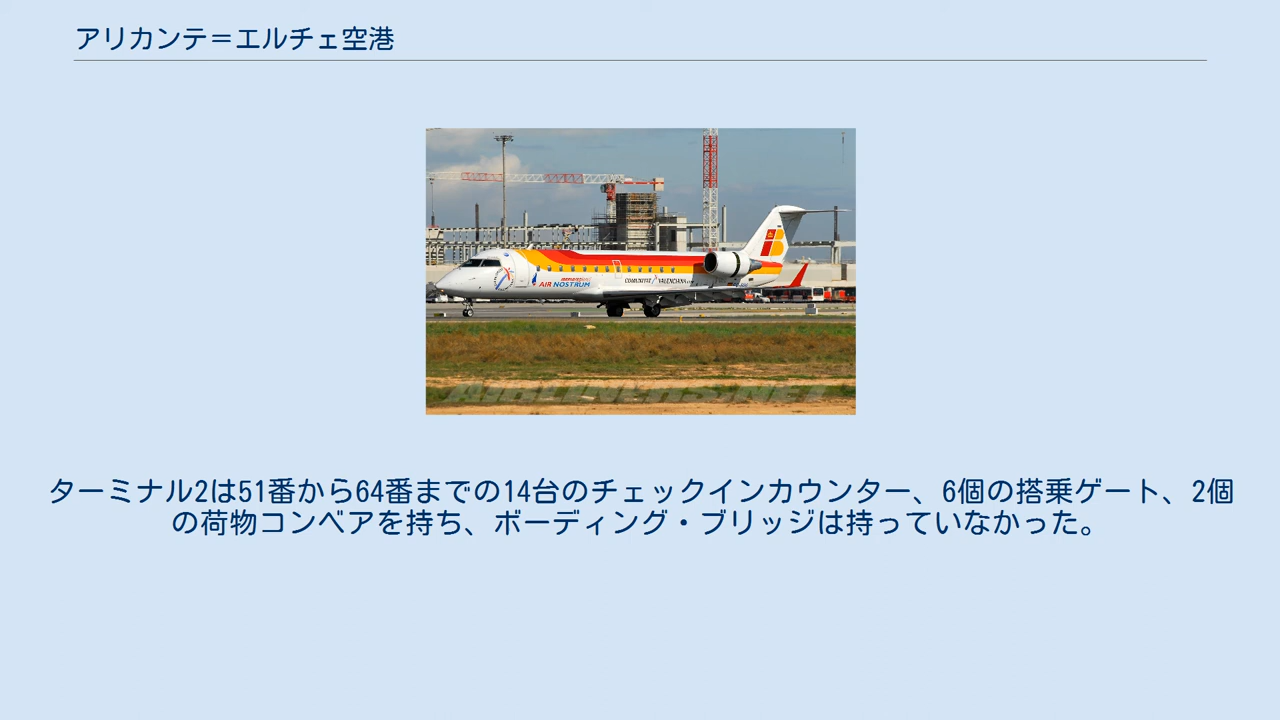 アリカンテ＝エルチェ空港
AIR NOSTRUM
COMUNITAT VALENCIANA
AIRLINERS.NET
ターミナル2は51番から64番までの14台のチェックインカウンター、6個の搭乗ゲート、2個
の荷物コンベアを持ち、ボーディング・ブリッジは持っていなかった。